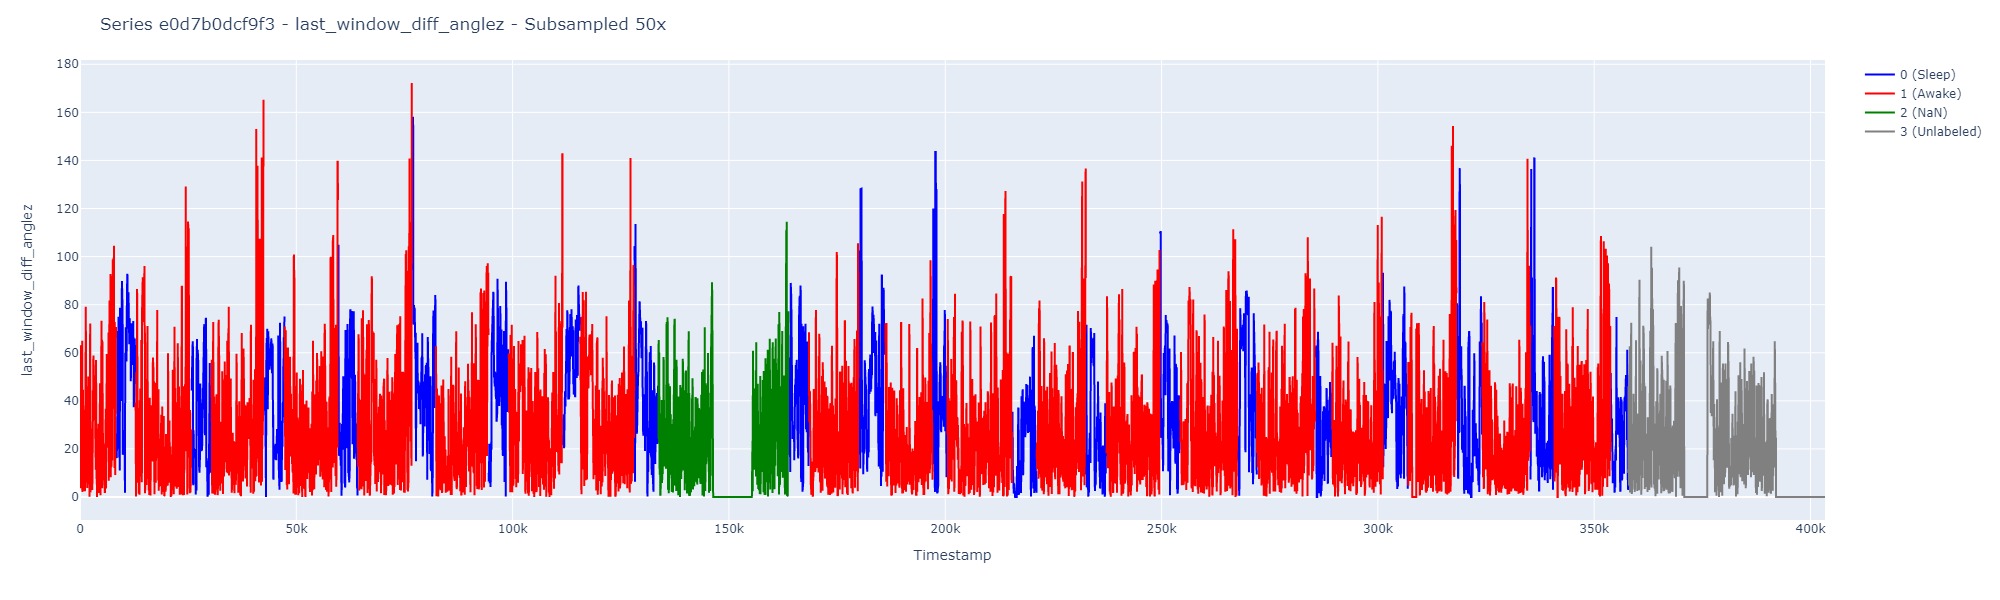 Series e0d7b0dcf9f3 - last_window_diff_anglez - Subsampled 50x
180
160
140
120
100
80
60
40
20
0
last_window_diff_anglez
0
50k
100k
150k
200k
250k
300k
350k
400k
Timestamp
0 (Sleep)
1 (Awake)
2 (NaN)
3 (Unlabeled)